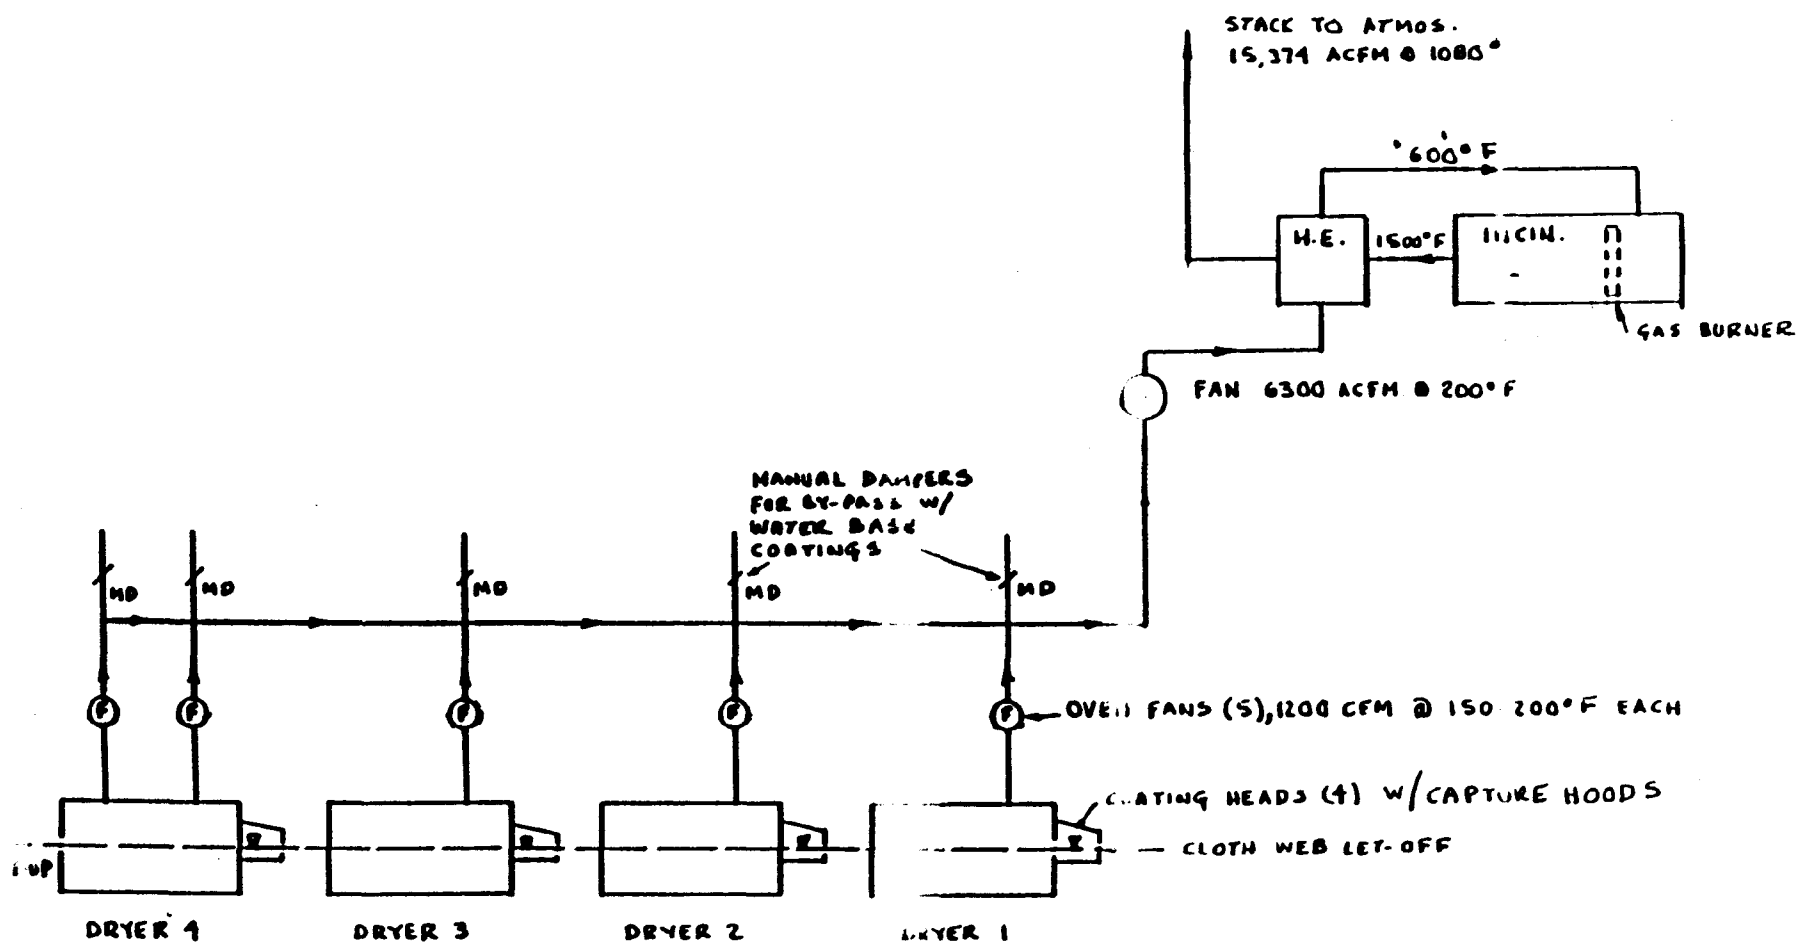 STACK TO ATMOS.
15,374 ACFM @ 1080°
600°F
H.E.
1500°F
INCIN.
GAS BURNER
FAN 6300 ACFM @ 200°F
MANUAL DAMPERS
FOR BY-PASS W/
WATER BASE
COATINGS
MD
MD
MD
MD
MD
F
F
F
F
F
OVEN FANS (5), 1200 CFM @ 150 200°F EACH
COATING HEADS (4) W/CAPTURE HOODS
CLOTH WEB LET-OFF
DRYER 4
DRYER 3
DRYER 2
DRYER 1